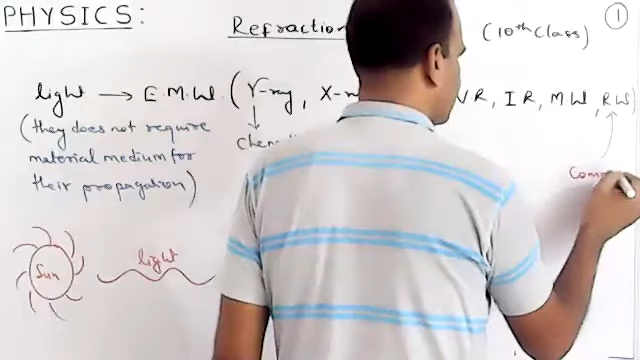 PHYSICS:
Refraction
(10th Class)
1
light → E.M.W. (γ-ray, X-r VR, IR, MW, RW)
(they does not require
material medium for
their propagation)
Sun
light